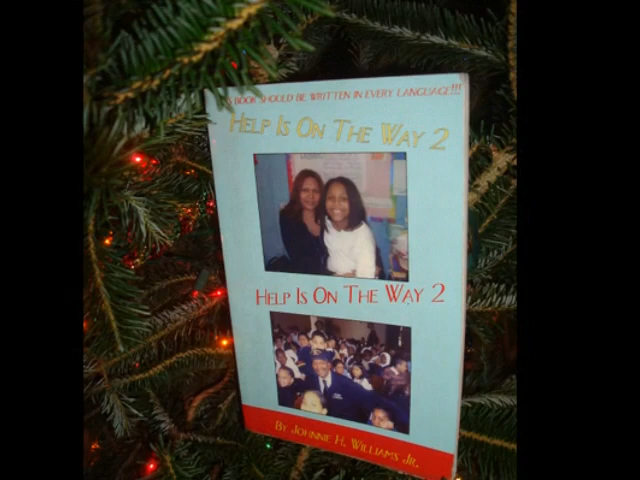 BOOK SHOULD BE WRITTEN IN EVERY LANGUAGE!!!
HELP IS ON THE WAY 2
HELP IS ON THE WAY 2
BY JOHNNIE H. WILLIAMS JR.